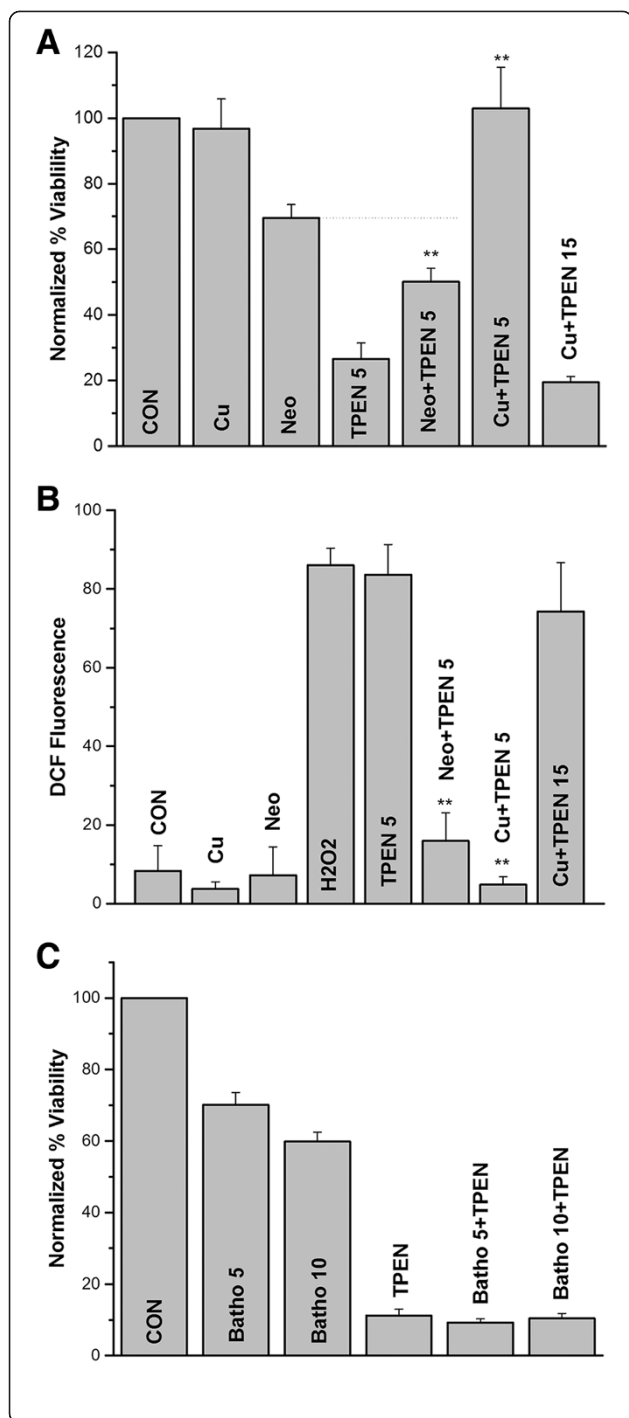 A
Normalized % Viablility
120
100
80
60
40
20
0
CON
Cu
Neo
TPEN 5
**
Neo+TPEN 5
**
Cu+TPEN 5
Cu+TPEN 15
B
DCF Fluorescence
100
80
60
40
20
0
CON
Cu
Neo
H2O2
TPEN 5
Neo+TPEN 5
**
Cu+TPEN 5
**
Cu+TPEN 15
C
Normalized % Viability
100
80
60
40
20
0
CON
Batho 5
Batho 10
TPEN
Batho 5+TPEN
Batho 10+TPEN